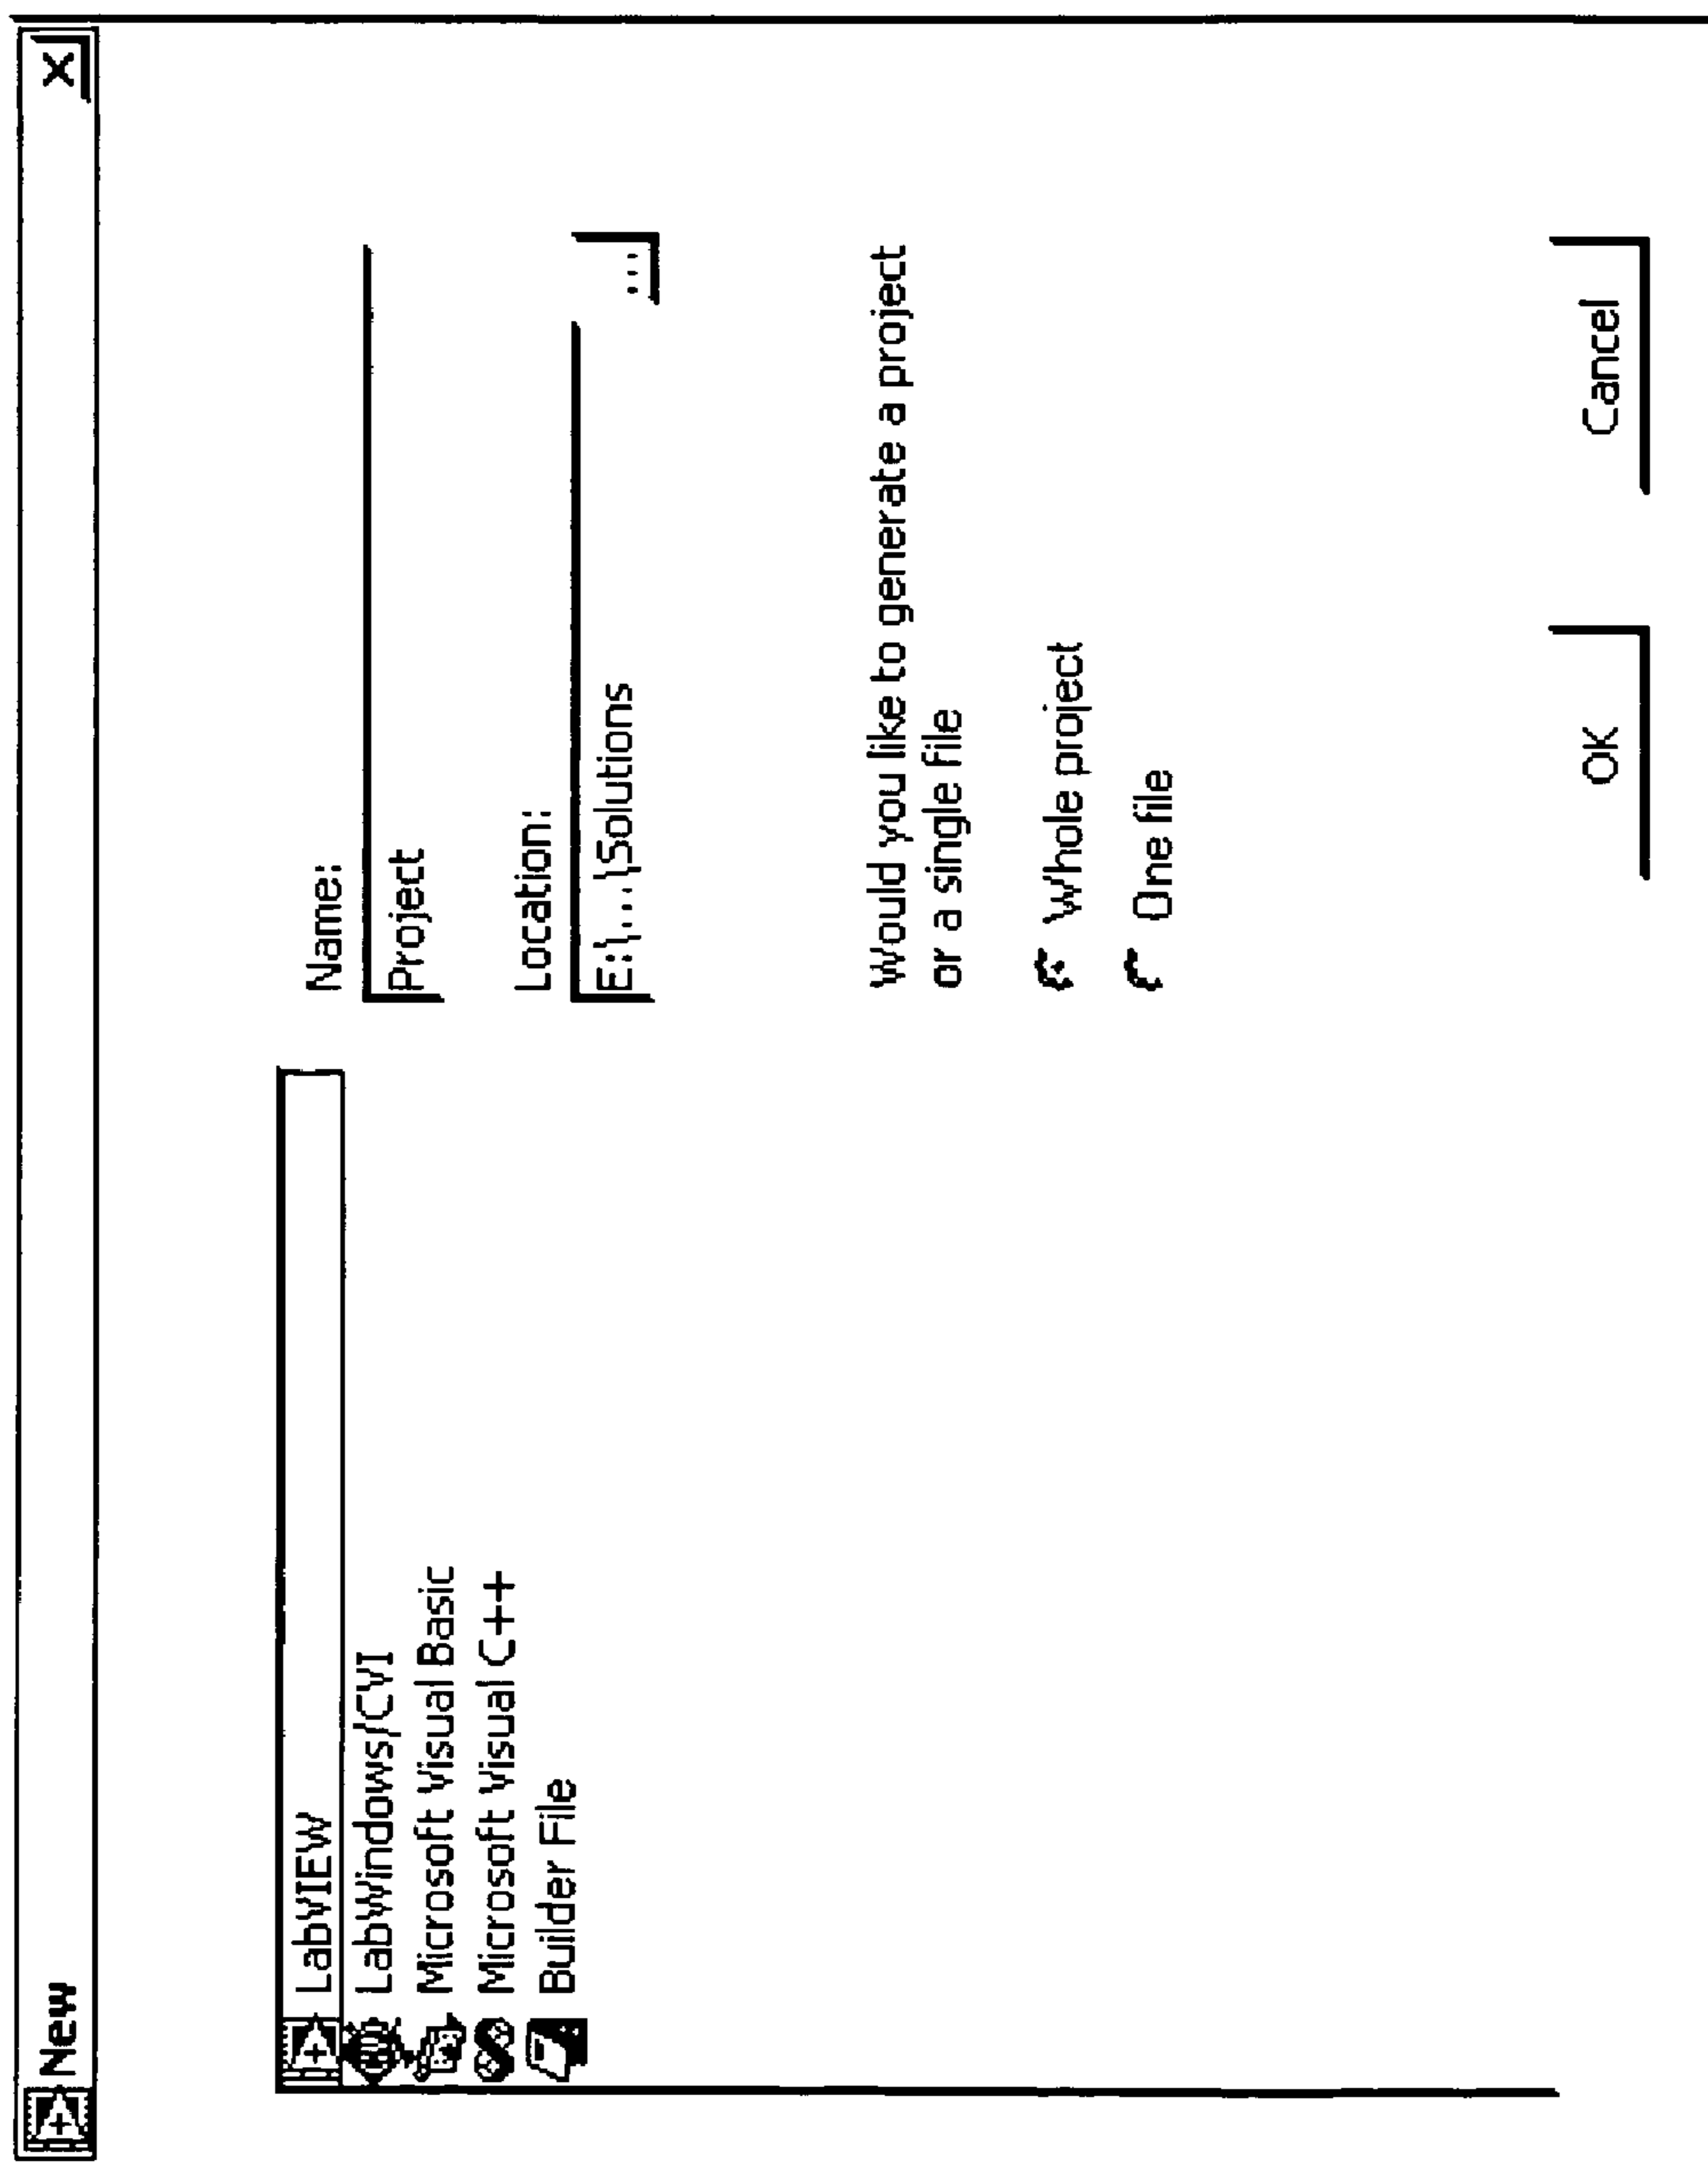 New
X
LabVIEW
LabWindows/CVI
Microsoft Visual Basic
Microsoft Visual C++
Builder File
Name:
Project
Location:
E:\...\Solutions
...
Would you like to generate a project
or a single file
Whole project
One file
OK
Cancel